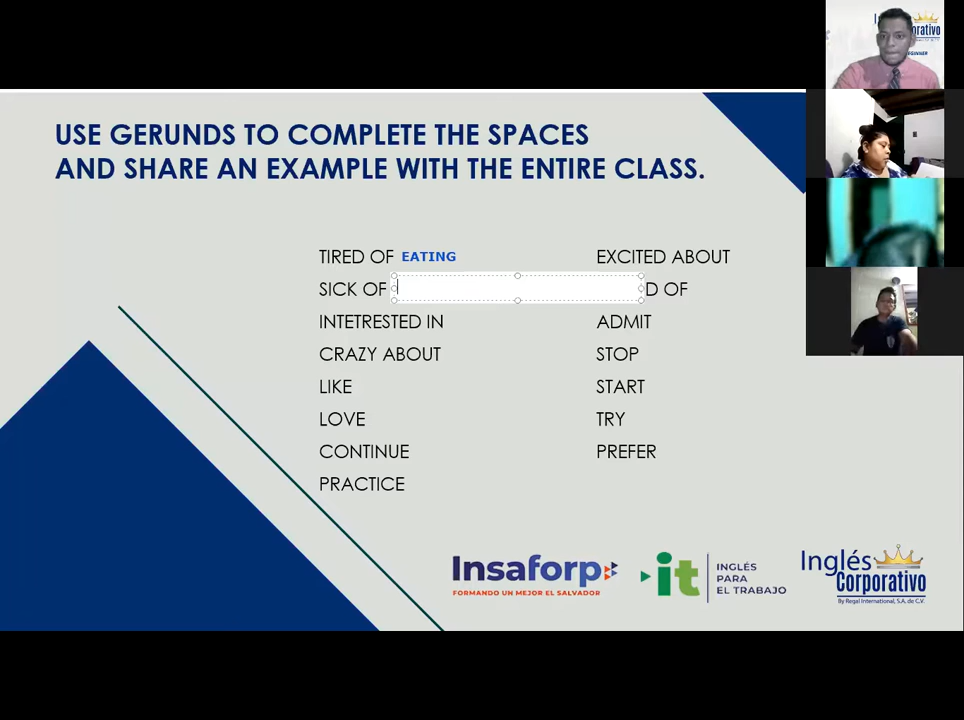 USE GERUNDS TO COMPLETE THE SPACES
AND SHARE AN EXAMPLE WITH THE ENTIRE CLASS.
TIRED OF EATING
SICK OF
INTETRESTED IN
CRAZY ABOUT
LIKE
LOVE
CONTINUE
PRACTICE
EXCITED ABOUT
D OF
ADMIT
STOP
START
TRY
PREFER
Insaforp
FORMANDO UN MEJOR EL SALVADOR
it
INGLÉS
PARA
EL TRABAJO
Inglés
Corporativo
By Regal International, S.A. de C.V.